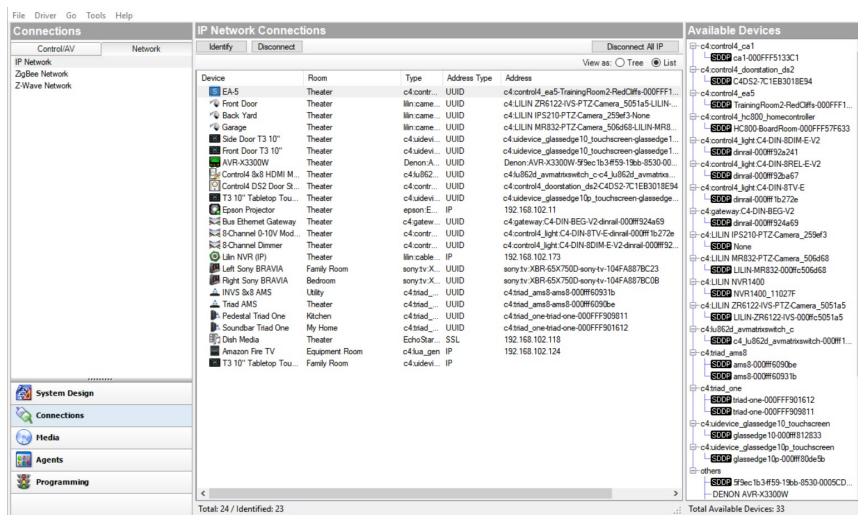 File Driver Go Tools Help
Connections
Control/AV Network
IP Network
ZigBee Network
Z-Wave Network
System Design
Connections
Media
Agents
Programming
IP Network Connections
Identify Disconnect Disconnect All IP
View as: Tree List
Device Room Type Address Type Address
EA-5 Theater c4:contr... UUID c4:control4_ea5-TrainingRoom2-RedCliffs-000FFF1...
Front Door Theater lilin:came... UUID c4:LILIN ZR6122-IVS-PTZ-Camera_5051a5-LILIN-...
Back Yard Theater lilin:came... UUID c4:LILIN IPS210-PTZ-Camera_259ef3-None
Garage Theater lilin:came... UUID c4:LILIN MR832-PTZ-Camera_506d68-LILIN-MR8...
Side Door T3 10" Theater c4:uidevi... UUID c4:uidevice_glassedge10_touchscreen-glassedge1...
Front Door T3 10" Theater c4:uidevi... UUID c4:uidevice_glassedge10_touchscreen-glassedge1...
AVR-X3300W Theater Denon:A... UUID Denon:AVR-X3300W-5f9ec1b3-ff59-19bb-8530-00...
Control4 8x8 HDMI M... Theater c4:lu862... UUID c4:lu862d_avmatrixswitch_c-c4_lu862d_avmatrixs...
Control4 DS2 Door St... Theater c4:contr... UUID c4:control4_doorstation_ds2-C4DS2-7C1EB3018E94
T3 10" Tabletop Tou... Theater c4:uidevi... UUID c4:uidevice_glassedge10p_touchscreen-glassedge...
Epson Projector Theater epson:E... IP 192.168.102.11
Bus Ethernet Gateway Theater c4:gatew... UUID c4:gateway:C4-DIN-BEG-V2-dinrail-000fff924a69
8-Channel 0-10V Mod... Theater c4:contr... UUID c4:control4_light:C4-DIN-8TV-E-dinrail-000fff1b272e
8-Channel Dimmer Theater c4:contr... UUID c4:control4_light:C4-DIN-8DIM-E-V2-dinrail-000fff92...
Lilin NVR (IP) Theater lilin:cable... IP 192.168.102.173
Left Sony BRAVIA Family Room sony:tv:X... UUID sony:tv:XBR-65X750D-sony-tv-104FA887BC23
Right Sony BRAVIA Bedroom sony:tv:X... UUID sony:tv:XBR-65X750D-sony-tv-104FA887BC0B
INVS 8x8 AMS Utility c4:triad_... UUID c4:triad_ams8-ams8-000fff60931b
Triad AMS Theater c4:triad_... UUID c4:triad_ams8-ams8-000fff6090be
Pedestal Triad One Kitchen c4:triad_... UUID c4:triad_one-triad-one-000FFF909811
Soundbar Triad One My Home c4:triad_... UUID c4:triad_one-triad-one-000FFF901612
Dish Media Theater EchoStar... SSL 192.168.102.118
Amazon Fire TV Equipment Room c4:lua_gen IP 192.168.102.124
T3 10" Tabletop Tou... Family Room c4:uidevi... IP
Total: 24 / Identified: 23
Available Devices
c4:control4_ca1
SDDP ca1-000FFF5133C1
c4:control4_doorstation_ds2
SDDP C4DS2-7C1EB3018E94
c4:control4_ea5
SDDP TrainingRoom2-RedCliffs-000FFF1...
c4:control4_hc800_homecontroller
SDDP HC800-BoardRoom-000FFF57F633
c4:control4_light:C4-DIN-8DIM-E-V2
SDDP dinrail-000fff92a241
c4:control4_light:C4-DIN-8REL-E-V2
SDDP dinrail-000fff92ba67
c4:control4_light:C4-DIN-8TV-E
SDDP dinrail-000fff1b272e
c4:gateway:C4-DIN-BEG-V2
SDDP dinrail-000fff924a69
c4:LILIN IPS210-PTZ-Camera_259ef3
SDDP None
c4:LILIN MR832-PTZ-Camera_506d68
SDDP LILIN-MR832-000ffc506d68
c4:LILIN NVR1400
SDDP NVR1400_11027F
c4:LILIN ZR6122-IVS-PTZ-Camera_5051a5
SDDP LILIN-ZR6122-IVS-000ffc5051a5
c4:lu862d_avmatrixswitch_c
SDDP c4_lu862d_avmatrixswitch-000fff1...
c4:triad_ams8
SDDP ams8-000fff6090be
SDDP ams8-000fff60931b
c4:triad_one
SDDP triad-one-000FFF901612
SDDP triad-one-000FFF909811
c4:uidevice_glassedge10_touchscreen
SDDP glassedge10-000fff812833
c4:uidevice_glassedge10p_touchscreen
SDDP glassedge10p-000fff80de5b
others
SDDP 5f9ec1b3-ff59-19bb-8530-0005CD...
DENON AVR-X3300W
Total Available Devices: 33